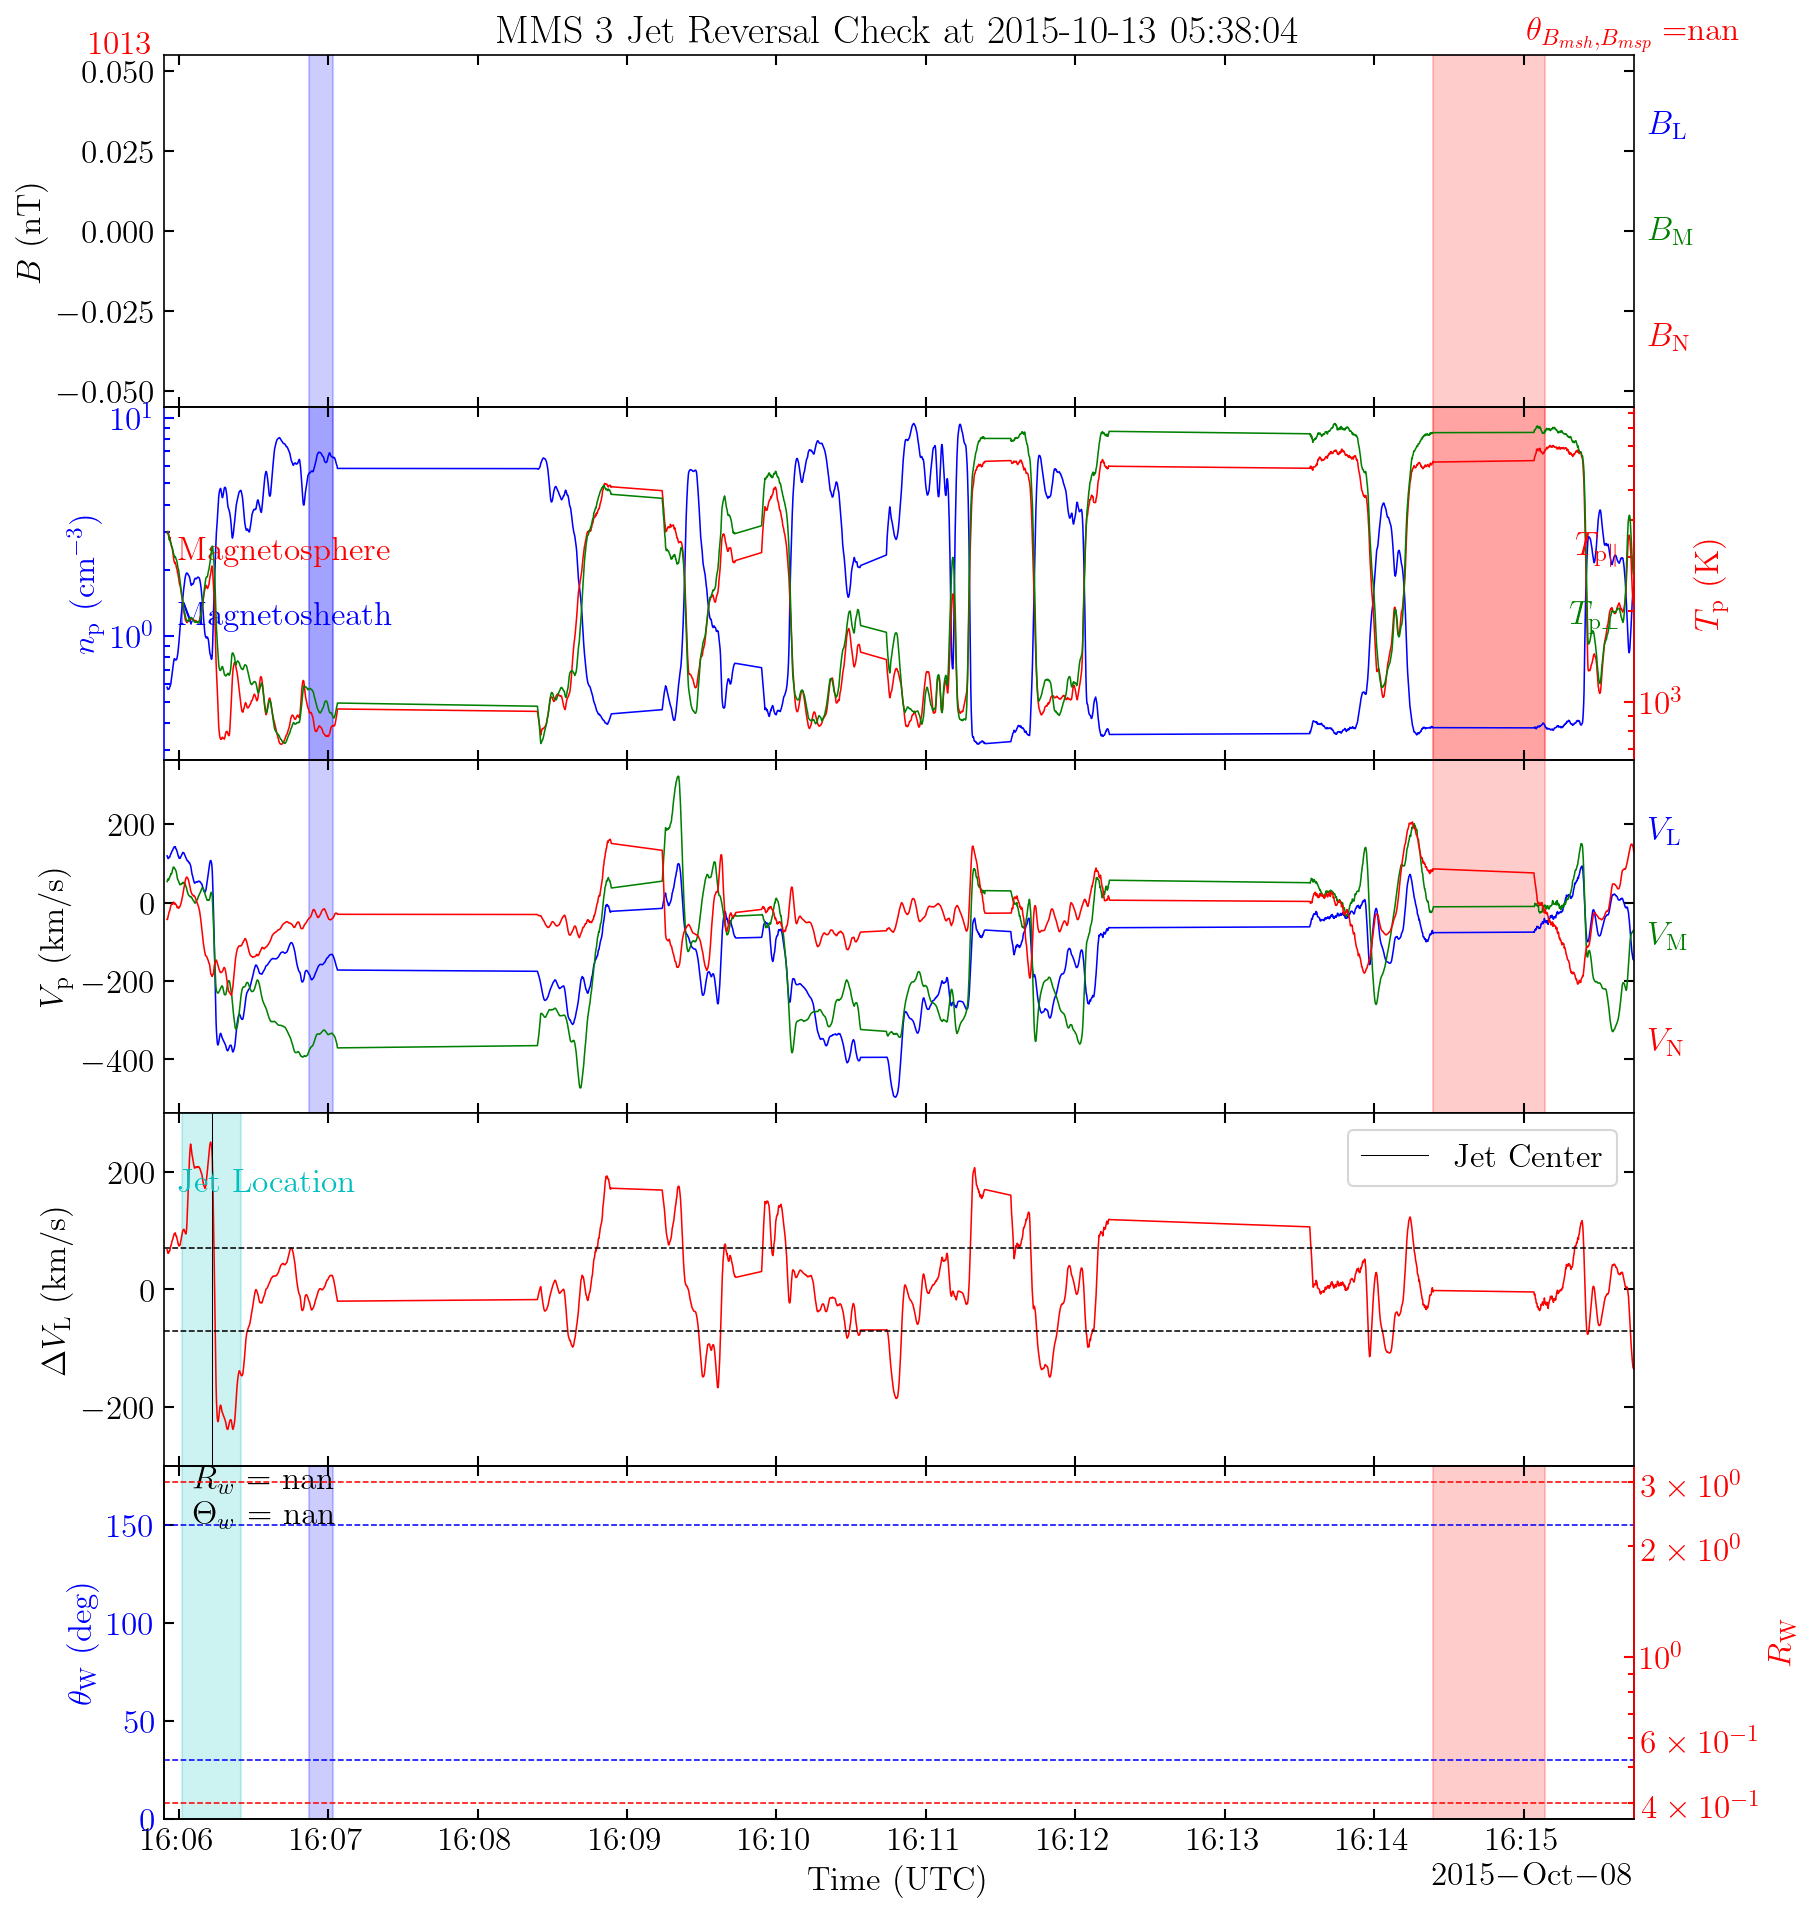 MMS 3 Jet Reversal Check at 2015-10-13 05:38:04
1013
θ_{B_{msh},B_{msp}} =nan
0.050
0.025
0.000
−0.025
−0.050
B (nT)
B_L
B_M
B_N
10^1
10^0
n_p (cm^{−3})
Magnetosphere
Magnetosheath
T_{p∥}
T_{p⊥}
10^3
T_p (K)
200
0
−200
−400
V_p (km/s)
V_L
V_M
V_N
Jet Location
Jet Center
200
0
−200
ΔV_L (km/s)
R_w = nan
Θ_w = nan
150
100
50
0
θ_W (deg)
3 × 10^0
2 × 10^0
10^0
6 × 10^{−1}
4 × 10^{−1}
R_W
16:06 16:07 16:08 16:09 16:10 16:11 16:12 16:13 16:14 16:15
Time (UTC)
2015−Oct−08